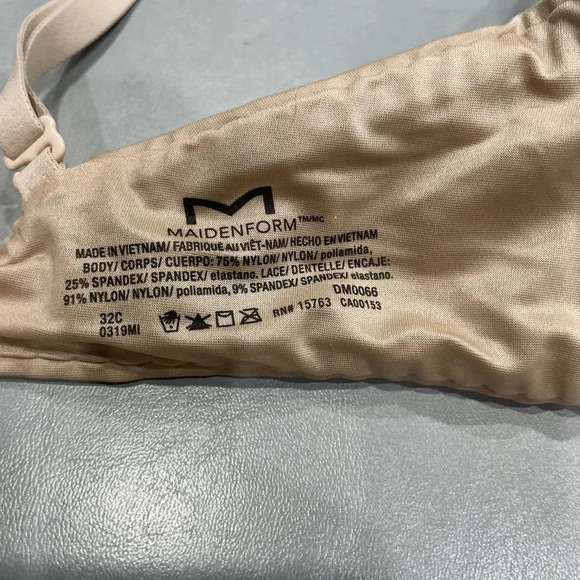 M
MAIDENFORM™/MC
MADE IN VIETNAM/ FABRIQUÉ AU VIÊT-NAM/ HECHO EN VIETNAM
BODY/ CORPS/ CUERPO: 75% NYLON/ NYLON/ poliamida,
25% SPANDEX/ SPANDEX/ elastano. LACE/ DENTELLE/ ENCAJE:
91% NYLON/ NYLON/ poliamida, 9% SPANDEX/ SPANDEX/ elastano.
32C
0319MI
RN# 15763
DM0066
CA00153